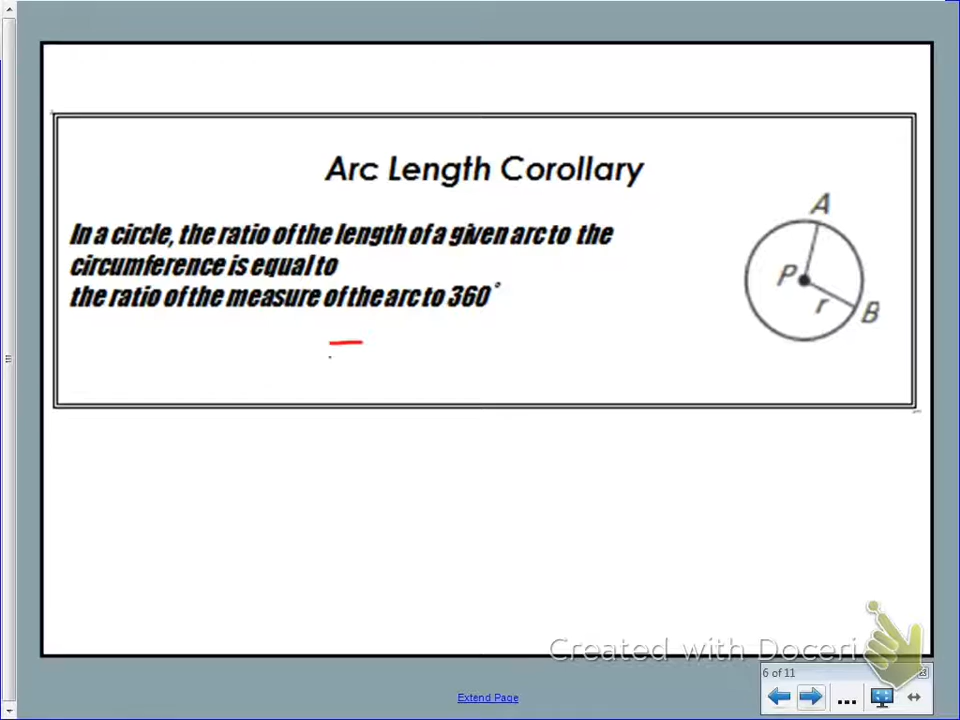 Arc Length Corollary
In a circle, the ratio of the length of a given arc to the
circumference is equal to
the ratio of the measure of the arc to 360°
A
P
r
B
Created with Doceri
6 of 11
Extend Page